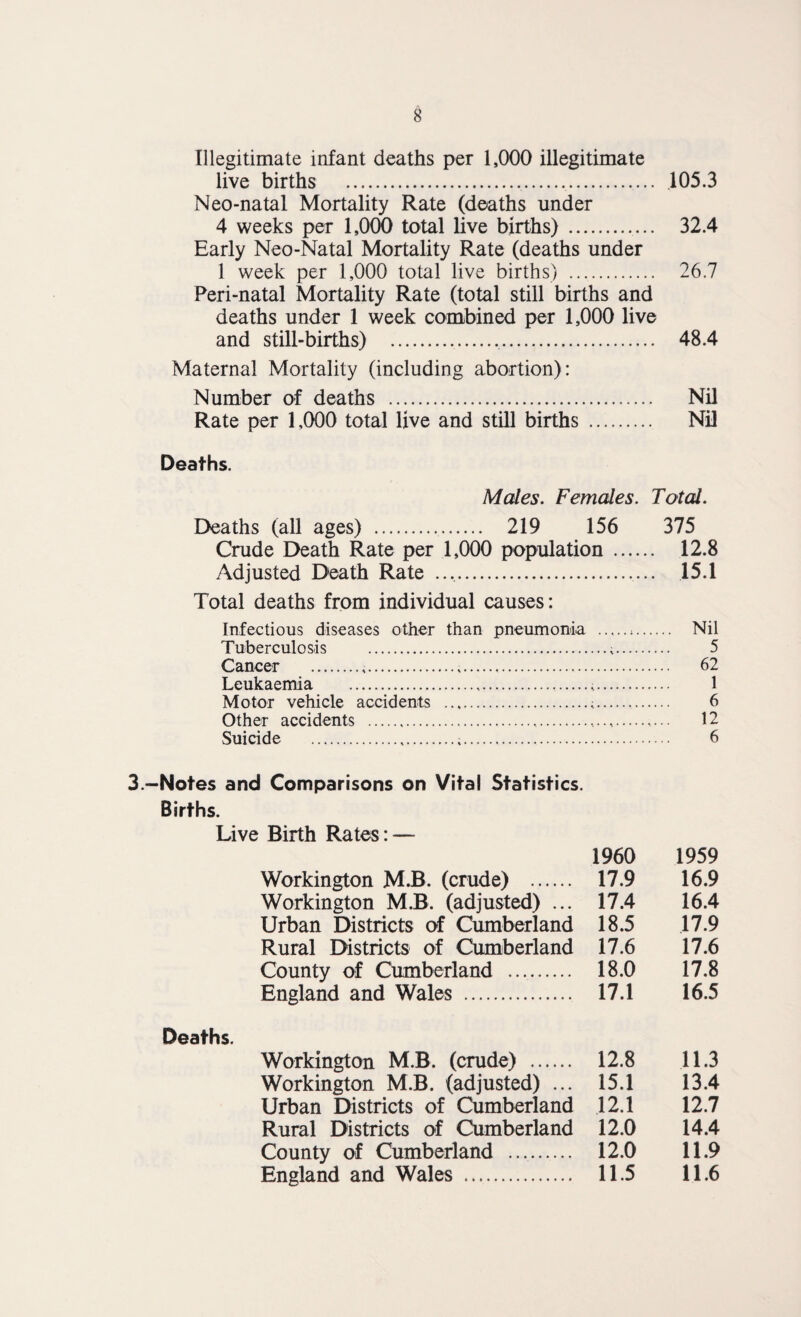 8
Illegitimate infant deaths per 1,000 illegitimate
live births ........ 105.3
Neo-natal Mortality Rate (deaths under
4 weeks per 1,000 total live births) ........ 32.4
Early Neo-Natal Mortality Rate (deaths under
1 week per 1,000 total live births) ........ 26.7
Peri-natal Mortality Rate (total still births and
deaths under 1 week combined per 1,000 live
and still-births) ........ 48.4
Maternal Mortality (including abortion):
Number of deaths ........ Nil
Rate per 1,000 total live and still births ........ Nil
Deaths.
Males. Females. Total.
Deaths (all ages) ........ 219 156 375
Crude Death Rate per 1,000 population ...... 12.8
Adjusted Death Rate ........ 15.1
Total deaths from individual causes:
Infectious diseases other than pneumonia ........ Nil
Tuberculosis ........ 5
Cancer ........ 62
Leukaemia ........ 1
Motor vehicle accidents ........ 6
Other accidents ........ 12
Suicide ........ 6
3.—Notes and Comparisons on Vital Statistics.
Births.
Live Birth Rates:—
1960 1959
Workington M.B. (crude) ...... 17.9 16.9
Workington M.B. (adjusted) ... 17.4 16.4
Urban Districts of Cumberland 18.5 17.9
Rural Districts of Cumberland 17.6 17.6
County of Cumberland ......... 18.0 17.8
England and Wales ............... 17.1 16.5
Deaths.
Workington M.B. (crude) ...... 12.8 11.3
Workington M.B. (adjusted) ... 15.1 13.4
Urban Districts of Cumberland 12.1 12.7
Rural Districts of Cumberland 12.0 14.4
County of Cumberland ......... 12.0 11.9
England and Wales ............... 11.5 11.6